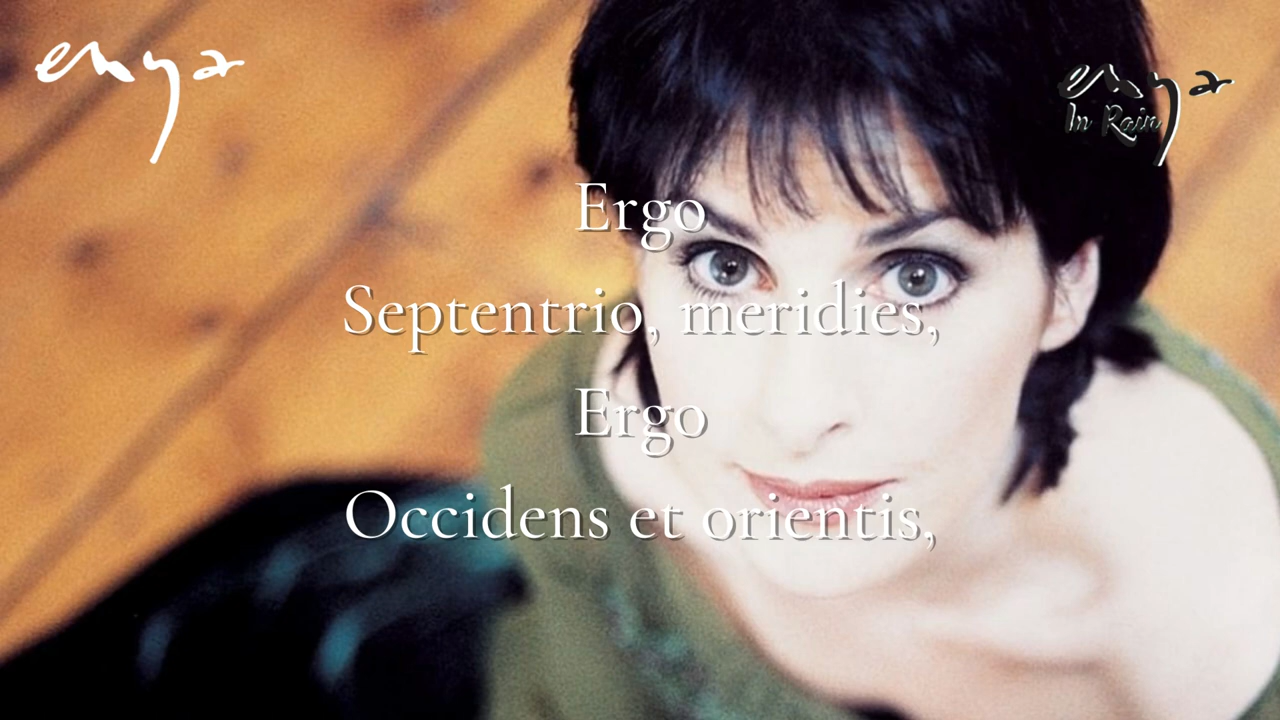 enya
enya
In Rain
Ergo
Septentrio, meridies,
Ergo
Occidens et orientis,